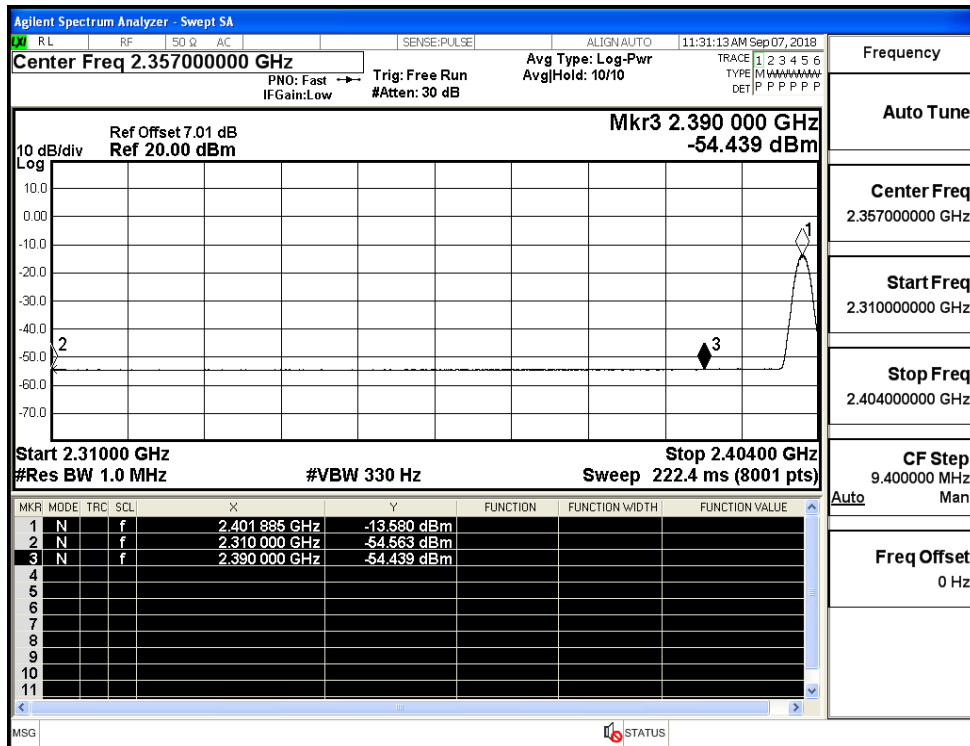 Agilent Spectrum Analyzer - Swept SA
LXI RL RF 50 Ω AC SENSE:PULSE ALIGN AUTO 11:31:13 AM Sep 07, 2018
Center Freq 2.357000000 GHz
PNO: Fast
IFGain:Low
Trig: Free Run
#Atten: 30 dB
Avg Type: Log-Pwr
Avg|Hold: 10/10
TRACE 1 2 3 4 5 6
TYPE M
DET P P P P P P
Ref Offset 7.01 dB
Ref 20.00 dBm
10 dB/div
Log
Mkr3 2.390 000 GHz
-54.439 dBm
10.0
0.00
-10.0
-20.0
-30.0
-40.0
-50.0
-60.0
-70.0
1
2
3
Start 2.31000 GHz Stop 2.40400 GHz
#Res BW 1.0 MHz #VBW 330 Hz Sweep 222.4 ms (8001 pts)
MKR MODE TRC SCL X Y FUNCTION FUNCTION WIDTH FUNCTION VALUE
1 N f 2.401 885 GHz -13.580 dBm
2 N f 2.310 000 GHz -54.563 dBm
3 N f 2.390 000 GHz -54.439 dBm
4
5
6
7
8
9
10
11
MSG STATUS
Frequency
Auto Tune
Center Freq
2.357000000 GHz
Start Freq
2.310000000 GHz
Stop Freq
2.404000000 GHz
CF Step
9.400000 MHz
Auto Man
Freq Offset
0 Hz